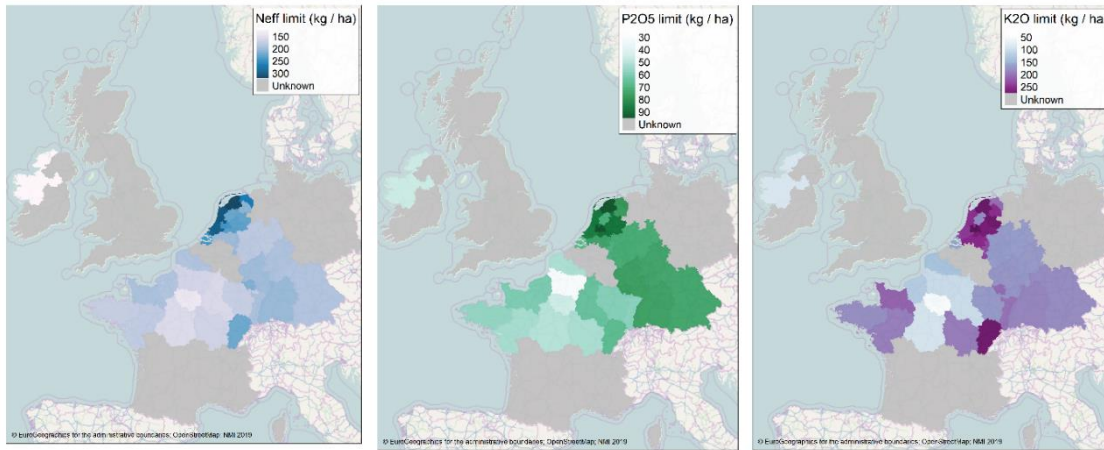 Neff limit (kg / ha)
150
200
250
300
Unknown
© EuroGeographics for the administrative boundaries; OpenStreetMap; NMI 2019
P2O5 limit (kg / ha)
30
40
50
60
70
80
90
Unknown
© EuroGeographics for the administrative boundaries; OpenStreetMap; NMI 2019
K2O limit (kg / ha)
50
100
150
200
250
Unknown
© EuroGeographics for the administrative boundaries; OpenStreetMap; NMI 2019